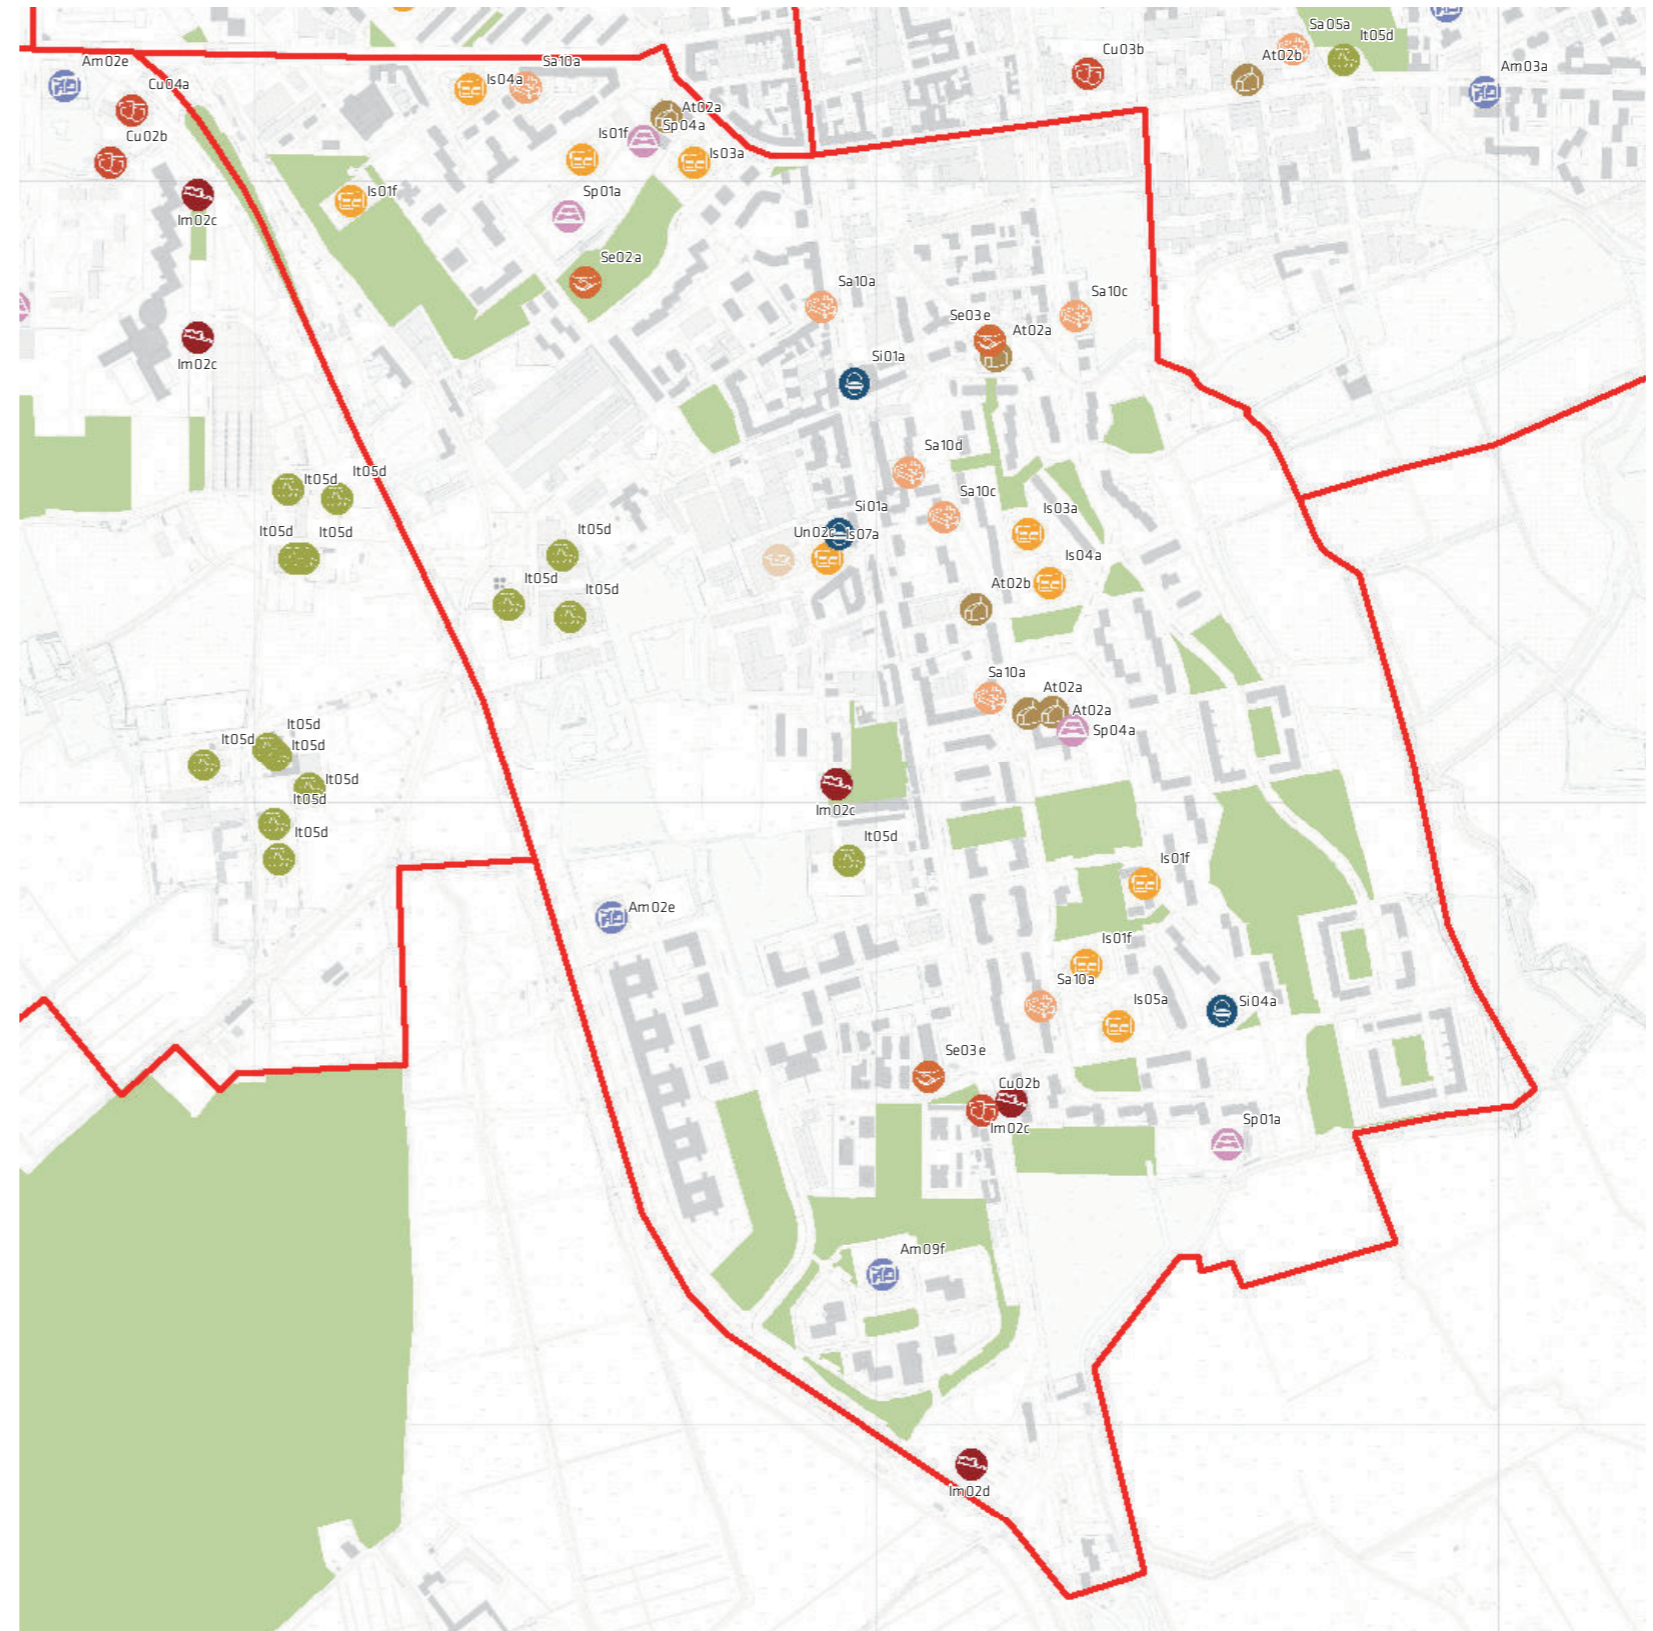 Sa05a
It05d
Cu03b
At02b
Am03a
Am02e
Sa10a
Cu04a
Is04a
At02a
Sp04a
Is01f
Cu02b
Is03a
Im02c
Is01f
Sp01a
Se02a
Sa10a
Sa10c
Se03e
At02a
Si01a
Im02c
Sa10d
It05d
It05d
Sa10c
Is03a
Si01a
It05d
It05d
It05d
Un02c
Is07a
Is04a
It05d
At02b
It05d
Sa10a
At02a
At02a
Sp04a
It05d
It05d
It05d
It05d
It05d
Im02c
It05d
It05d
Is01f
Am02e
Is01f
Sa10a
Is05a
Si04a
Se03e
Cu02b
Im02c
Sp01a
Am09f
Im02d